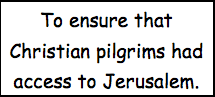 To ensure that
Christian pilgrims had
access to Jerusalem.